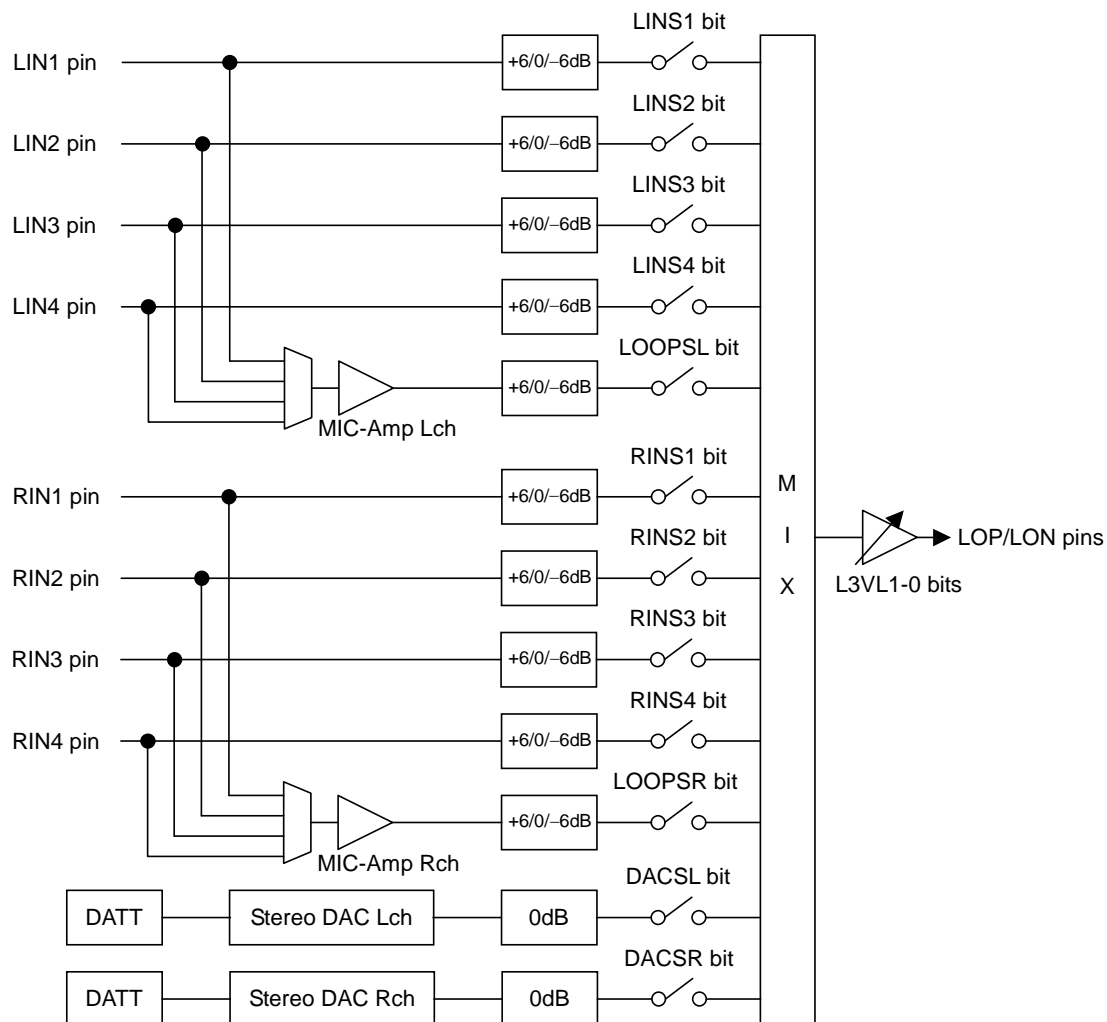 LINS1 bit
LIN1 pin
+6/0/−6dB
LINS2 bit
LIN2 pin
+6/0/−6dB
LINS3 bit
LIN3 pin
+6/0/−6dB
LINS4 bit
LIN4 pin
+6/0/−6dB
LOOPSL bit
+6/0/−6dB
MIC-Amp Lch
RINS1 bit
RIN1 pin
+6/0/−6dB
RINS2 bit
RIN2 pin
+6/0/−6dB
RINS3 bit
RIN3 pin
+6/0/−6dB
RINS4 bit
RIN4 pin
+6/0/−6dB
LOOPSR bit
+6/0/−6dB
MIC-Amp Rch
DACSL bit
DATT
Stereo DAC Lch
0dB
DACSR bit
DATT
Stereo DAC Rch
0dB
M
I
X
LOP/LON pins
L3VL1-0 bits